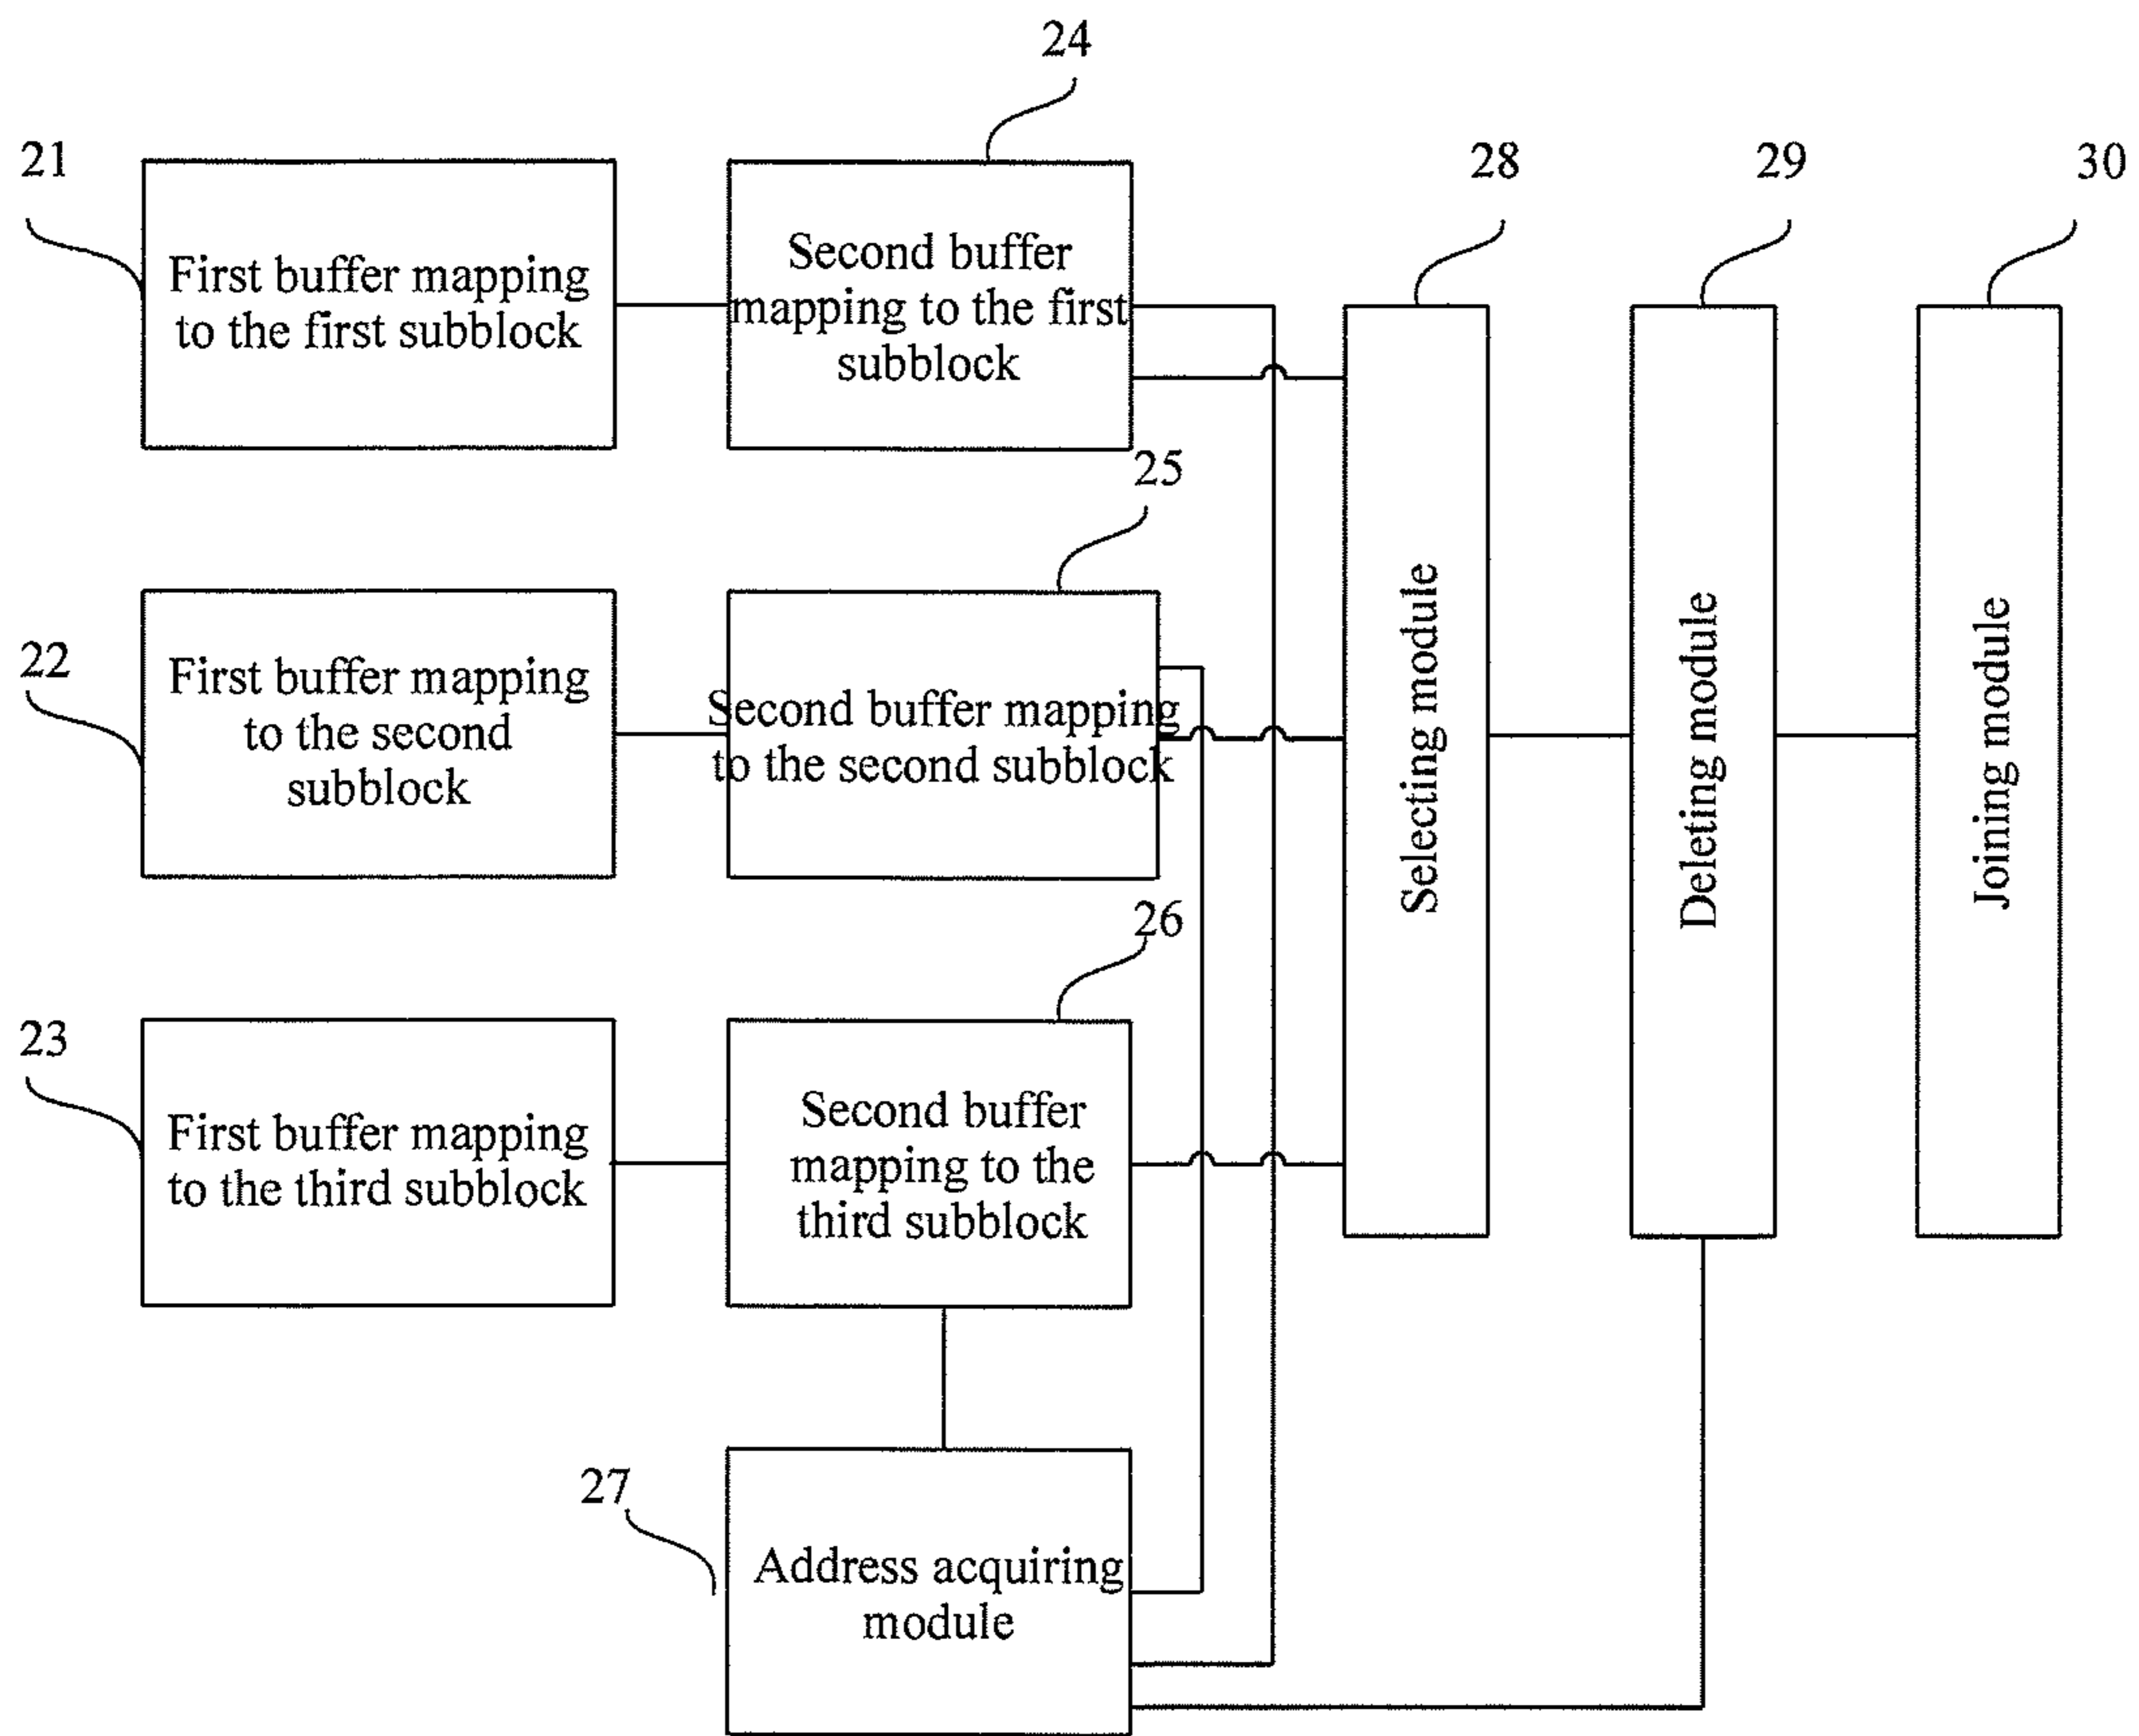 24
21
28
29
30
First buffer mapping
to the first subblock
Second buffer
mapping to the first
subblock
25
22
First buffer mapping
to the second
subblock
Second buffer mapping
to the second subblock
Selecting module
Deleting module
Joining module
26
23
First buffer mapping
to the third subblock
Second buffer
mapping to the
third subblock
27
Address acquiring
module